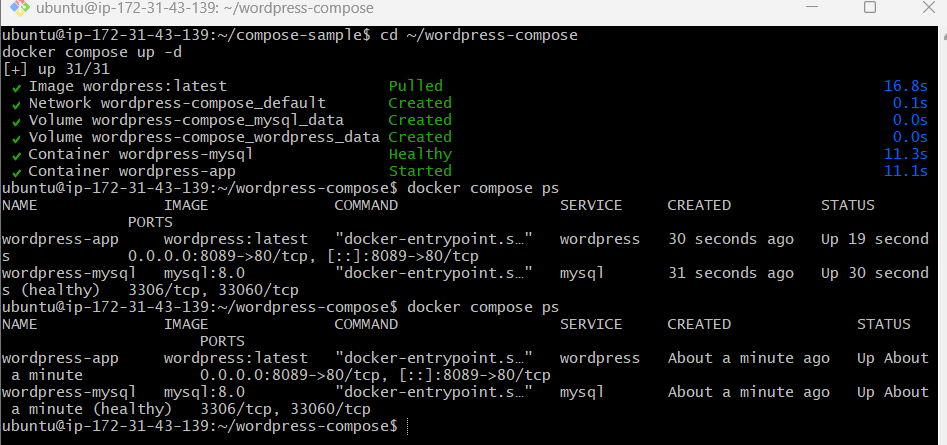 ubuntu@ip-172-31-43-139: ~/wordpress-compose
ubuntu@ip-172-31-43-139:~/compose-sample$ cd ~/wordpress-compose
docker compose up -d
[+] up 31/31
✔ Image wordpress:latest Pulled 16.8s
✔ Network wordpress-compose_default Created 0.1s
✔ Volume wordpress-compose_mysql_data Created 0.0s
✔ Volume wordpress-compose_wordpress_data Created 0.0s
✔ Container wordpress-mysql Healthy 11.3s
✔ Container wordpress-app Started 11.1s
ubuntu@ip-172-31-43-139:~/wordpress-compose$ docker compose ps
NAME IMAGE COMMAND SERVICE CREATED STATUS
PORTS
wordpress-app wordpress:latest "docker-entrypoint.s…" wordpress 30 seconds ago Up 19 second
s 0.0.0.0:8089->80/tcp, [::]:8089->80/tcp
wordpress-mysql mysql:8.0 "docker-entrypoint.s…" mysql 31 seconds ago Up 30 second
s (healthy) 3306/tcp, 33060/tcp
ubuntu@ip-172-31-43-139:~/wordpress-compose$ docker compose ps
NAME IMAGE COMMAND SERVICE CREATED STATUS
PORTS
wordpress-app wordpress:latest "docker-entrypoint.s…" wordpress About a minute ago Up About
a minute 0.0.0.0:8089->80/tcp, [::]:8089->80/tcp
wordpress-mysql mysql:8.0 "docker-entrypoint.s…" mysql About a minute ago Up About
a minute (healthy) 3306/tcp, 33060/tcp
ubuntu@ip-172-31-43-139:~/wordpress-compose$